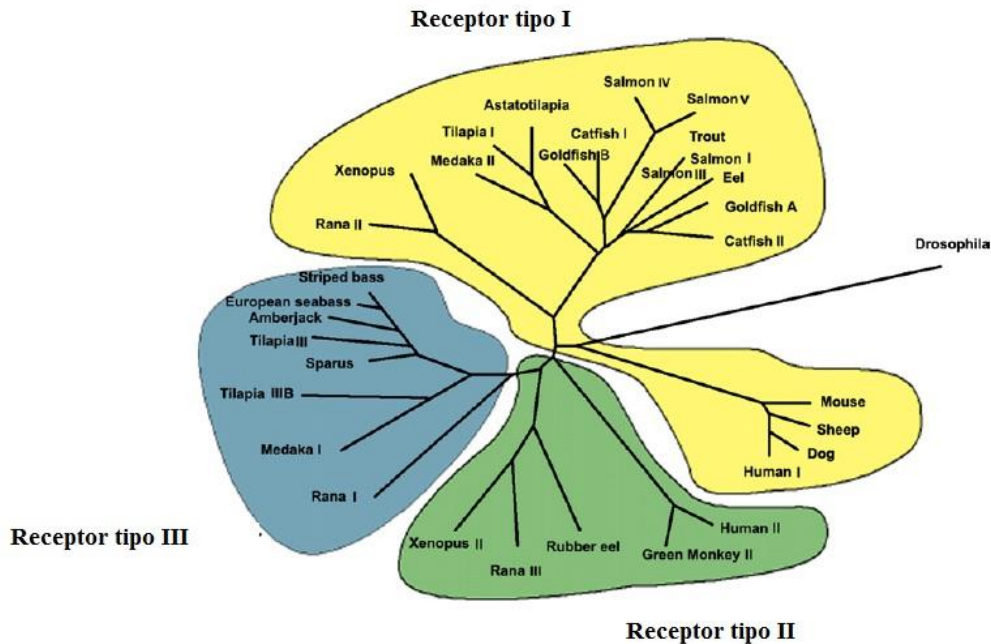 Receptor tipo I
Salmon IV
Salmon V
Astatotilapia
Tilapia I
Catfish I
Trout
Medaka II
Goldfish B
Salmon I
Xenopus
Salmon III
Eel
Goldfish A
Rana II
Catfish II
Drosophila
Striped bass
European seabass
Amberjack
Tilapia III
Sparus
Tilapia IIIB
Mouse
Sheep
Medaka I
Dog
Human I
Rana I
Receptor tipo III
Xenopus II
Rubber eel
Human II
Green Monkey II
Rana III
Receptor tipo II